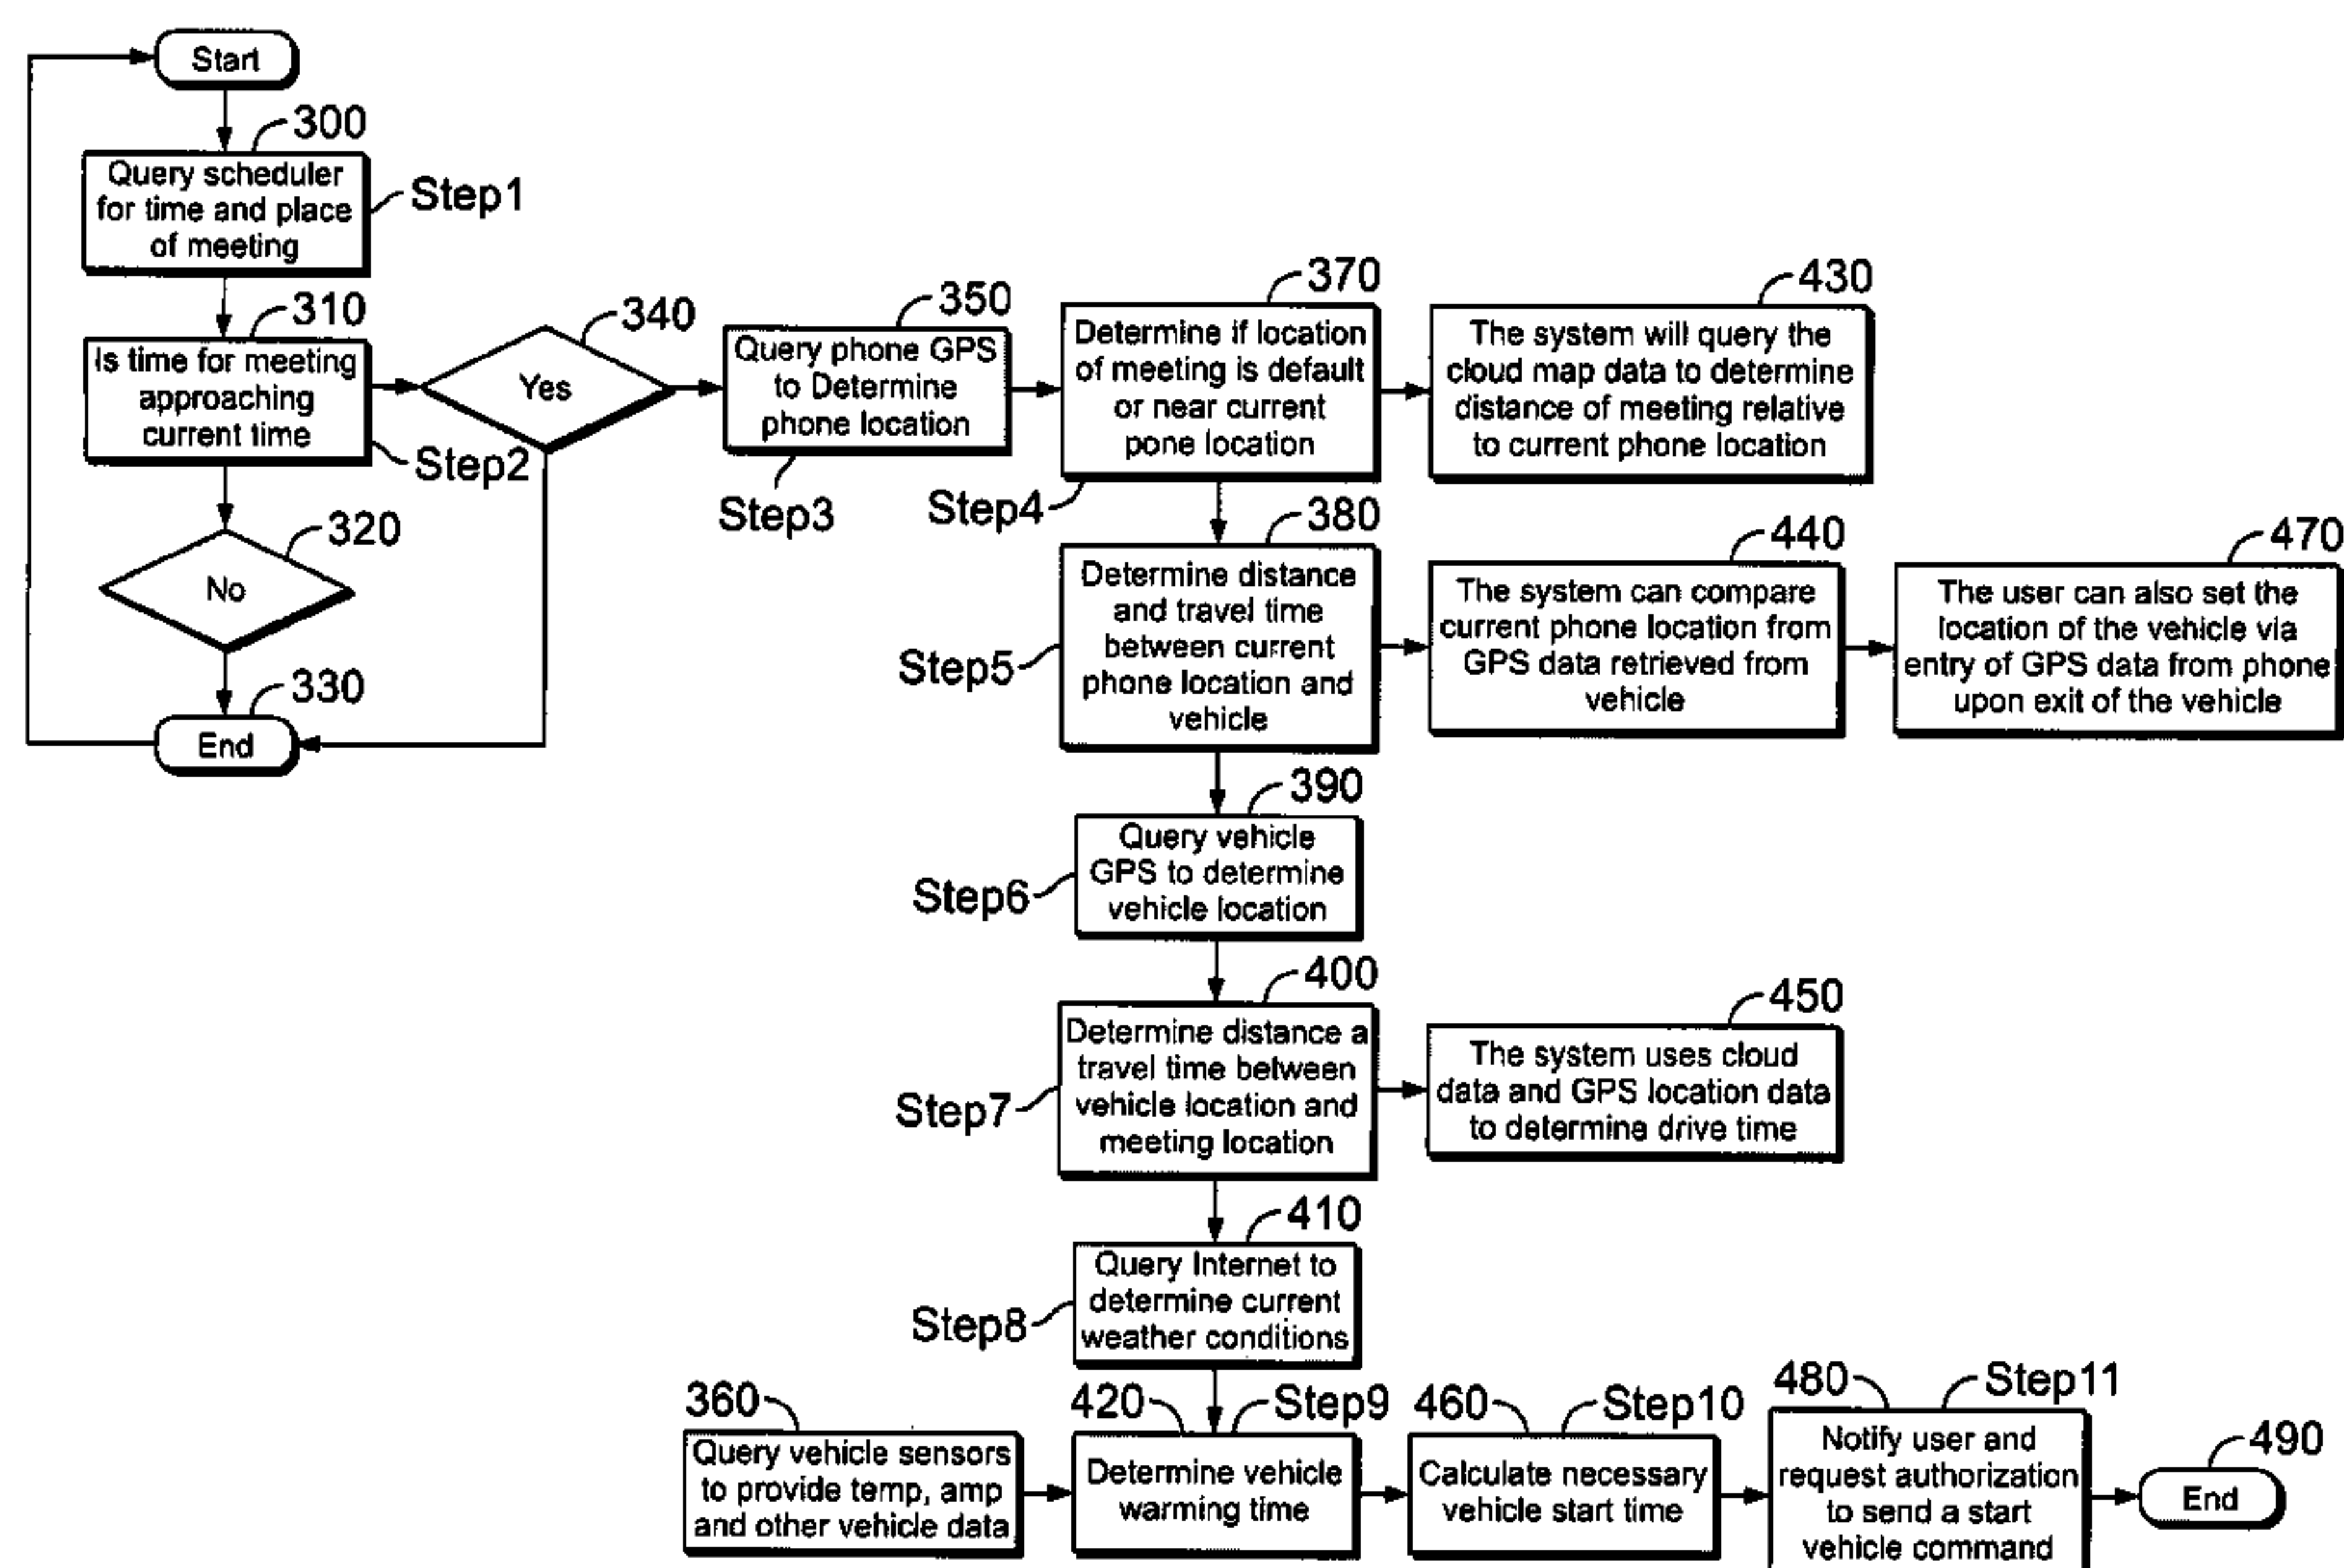 Start
300
Query scheduler
for time and place
of meeting
Step1
310
Is time for meeting
approaching
current time
Step2
320
No
330
End
340
Yes
350
Query phone GPS
to Determine
phone location
Step3
370
Determine if location
of meeting is default
or near current
pone location
Step4
430
The system will query the
cloud map data to determine
distance of meeting relative
to current phone location
380
Determine distance
and travel time
between current
phone location and
vehicle
Step5
440
The system can compare
current phone location from
GPS data retrieved from
vehicle
470
The user can also set the
location of the vehicle via
entry of GPS data from phone
upon exit of the vehicle
390
Query vehicle
GPS to determine
vehicle location
Step6
400
Determine distance a
travel time between
vehicle location and
meeting location
Step7
450
The system uses cloud
data and GPS location data
to determine drive time
410
Query Internet to
determine current
weather conditions
Step8
360
Query vehicle sensors
to provide temp, amp
and other vehicle data
420
Step9
Determine vehicle
warming time
460
Step10
Calculate necessary
vehicle start time
480
Step11
Notify user and
request authorization
to send a start
vehicle command
490
End